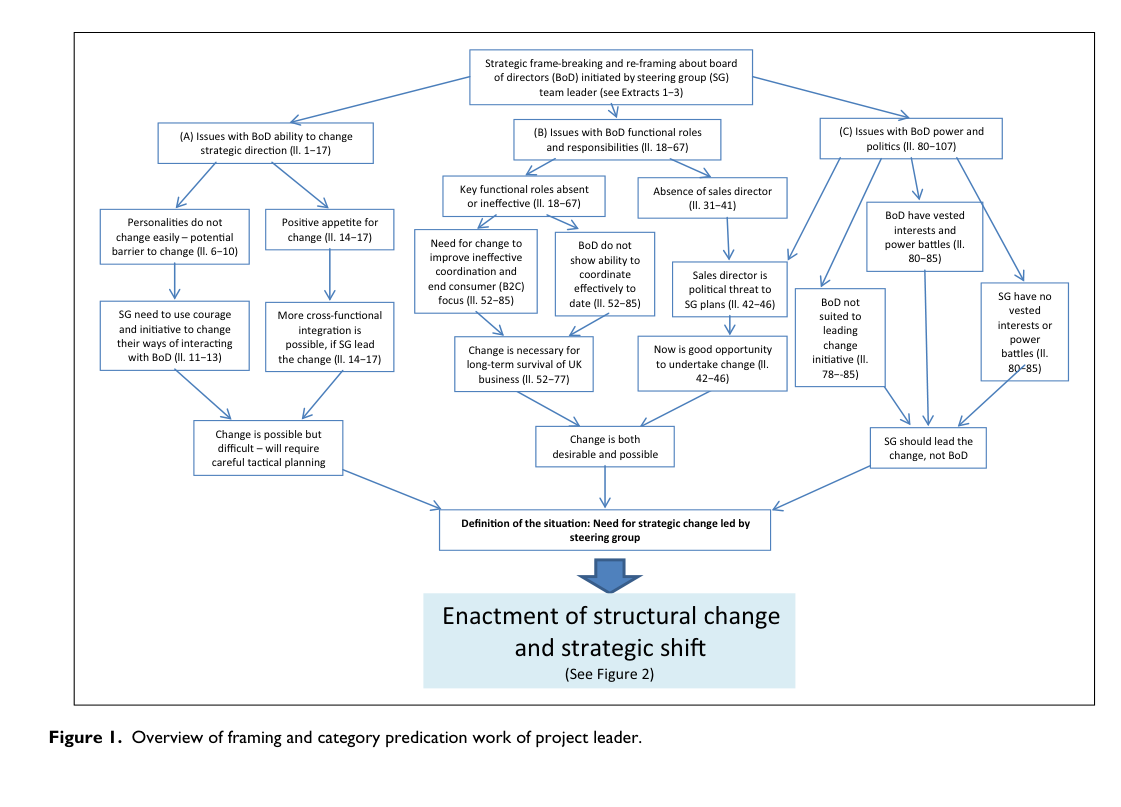 Strategic frame-breaking and re-framing about board
of directors (BoD) initiated by steering group (SG)
team leader (see Extracts 1–3)
(A) Issues with BoD ability to change
strategic direction (ll. 1–17)
(B) Issues with BoD functional roles
and responsibilities (ll. 18–67)
(C) Issues with BoD power and
politics (ll. 80–107)
Personalities do not
change easily – potential
barrier to change (ll. 6–10)
Positive appetite for
change (ll. 14–17)
Key functional roles absent
or ineffective (ll. 18–67)
Absence of sales director
(ll. 31–41)
BoD have vested
interests and
power battles (ll.
80–85)
Need for change to
improve ineffective
coordination and
end consumer (B2C)
focus (ll. 52–85)
BoD do not
show ability to
coordinate
effectively to
date (ll. 52–85)
Sales director is
political threat to
SG plans (ll. 42–46)
BoD not
suited to
leading
change
initiative (ll.
78–-85)
SG have no
vested
interests or
power
battles (ll.
80–85)
SG need to use courage
and initiative to change
their ways of interacting
with BoD (ll. 11–13)
More cross-functional
integration is
possible, if SG lead
the change (ll. 14–17)
Change is necessary for
long-term survival of UK
business (ll. 52–77)
Now is good opportunity
to undertake change (ll.
42–46)
Change is possible but
difficult – will require
careful tactical planning
Change is both
desirable and possible
SG should lead the
change, not BoD
Definition of the situation: Need for strategic change led by
steering group
Enactment of structural change
and strategic shift
(See Figure 2)
Figure 1. Overview of framing and category predication work of project leader.